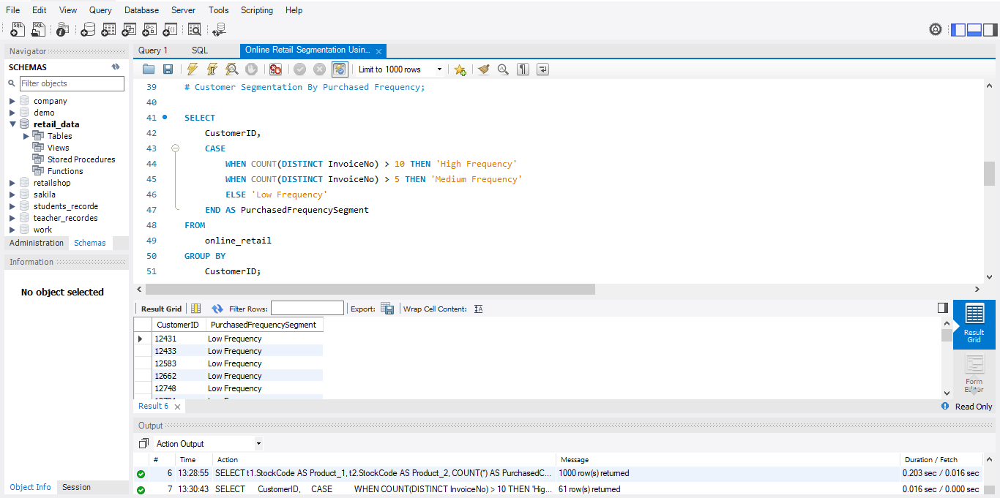 File Edit View Query Database Server Tools Scripting Help
Navigator
SCHEMAS
Filter objects
company
demo
retail_data
Tables
Views
Stored Procedures
Functions
retailshop
sakila
students_recorde
teacher_recordes
work
Administration Schemas
Information
No object selected
Object Info Session
Query 1 SQL Online Retail Segmentation Usin...
Limit to 1000 rows
39 # Customer Segmentation By Purchased Frequency;
40
41 SELECT
42 CustomerID,
43 CASE
44 WHEN COUNT(DISTINCT InvoiceNo) > 10 THEN 'High Frequency'
45 WHEN COUNT(DISTINCT InvoiceNo) > 5 THEN 'Medium Frequency'
46 ELSE 'Low Frequency'
47 END AS PurchasedFrequencySegment
48 FROM
49 online_retail
50 GROUP BY
51 CustomerID;
Result Grid Filter Rows: Export: Wrap Cell Content:
CustomerID PurchasedFrequencySegment
12431 Low Frequency
12433 Low Frequency
12583 Low Frequency
12662 Low Frequency
12748 Low Frequency
Result Grid
Form Editor
Result 6
Read Only
Output
Action Output
# Time Action Message Duration / Fetch
6 13:28:55 SELECT t1.StockCode AS Product_1, t2.StockCode AS Product_2, COUNT(*) AS PurchasedC... 1000 row(s) returned 0.203 sec / 0.016 sec
7 13:30:43 SELECT CustomerID, CASE WHEN COUNT(DISTINCT InvoiceNo) > 10 THEN 'Hig... 61 row(s) returned 0.016 sec / 0.000 sec